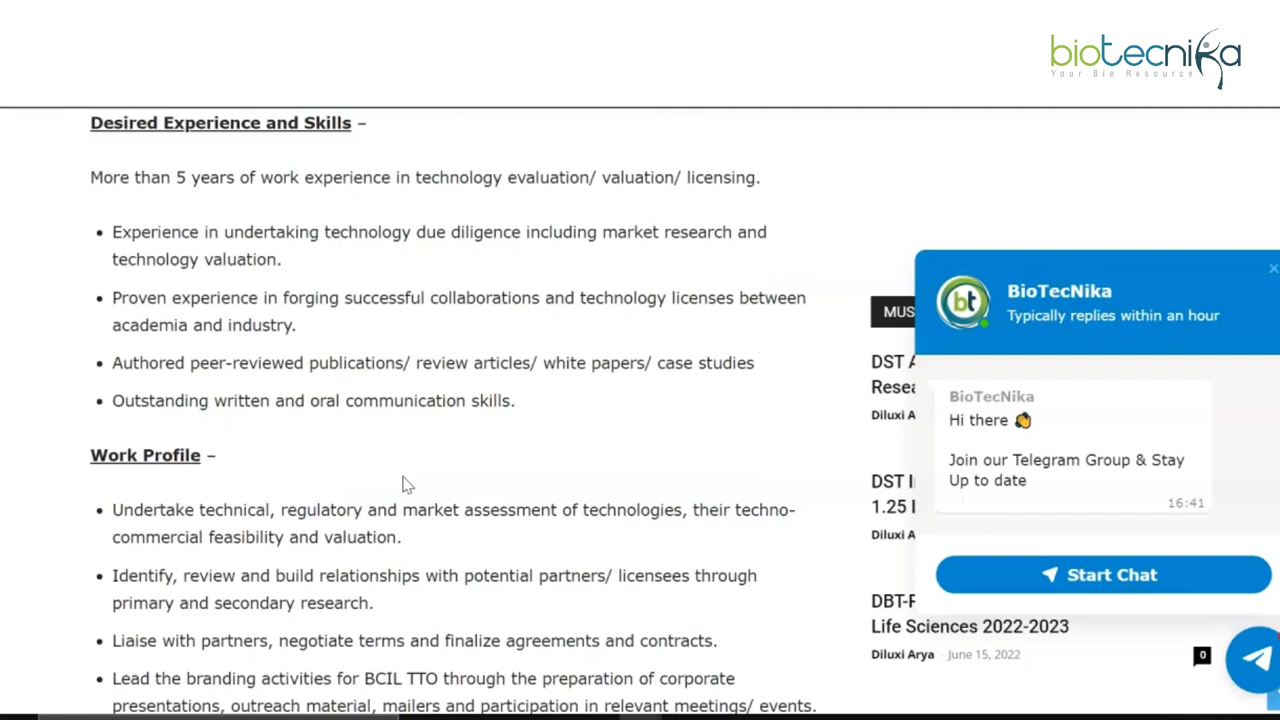 biotecnika
Your Bio Resource
Desired Experience and Skills –
More than 5 years of work experience in technology evaluation/ valuation/ licensing.
• Experience in undertaking technology due diligence including market research and
technology valuation.
• Proven experience in forging successful collaborations and technology licenses between
academia and industry.
• Authored peer-reviewed publications/ review articles/ white papers/ case studies
• Outstanding written and oral communication skills.
Work Profile –
• Undertake technical, regulatory and market assessment of technologies, their techno-
commercial feasibility and valuation.
• Identify, review and build relationships with potential partners/ licensees through
primary and secondary research.
• Liaise with partners, negotiate terms and finalize agreements and contracts.
• Lead the branding activities for BCIL TTO through the preparation of corporate
presentations, outreach material, mailers and participation in relevant meetings/ events.
MUS
DST A
Resea
Diluxi A
DST I
1.25 L
Diluxi A
DBT-
Life Sciences 2022-2023
Diluxi Arya - June 15, 2022
0
bt
BioTecNika
Typically replies within an hour
BioTecNika
Hi there
Join our Telegram Group & Stay
Up to date
16:41
Start Chat